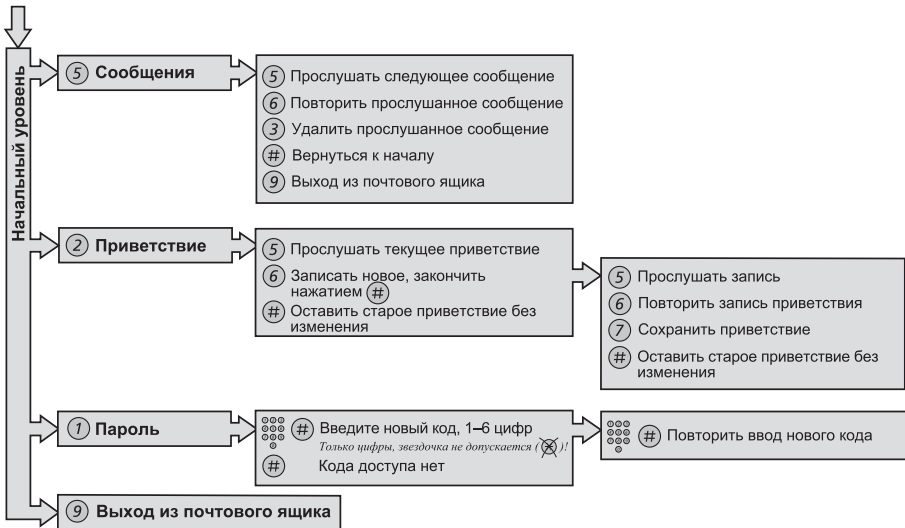 Начальный уровень
5 Сообщения
5 Прослушать следующее сообщение
6 Повторить прослушанное сообщение
3 Удалить прослушанное сообщение
# Вернуться к началу
9 Выход из почтового ящика
2 Приветствие
5 Прослушать текущее приветствие
6 Записать новое, закончить
нажатием #
# Оставить старое приветствие без
изменения
5 Прослушать запись
6 Повторить запись приветствия
7 Сохранить приветствие
# Оставить старое приветствие без
изменения
1 Пароль
# Введите новый код, 1–6 цифр
Только цифры, звездочка не допускается (*)!
# Кода доступа нет
# Повторить ввод нового кода
9 Выход из почтового ящика